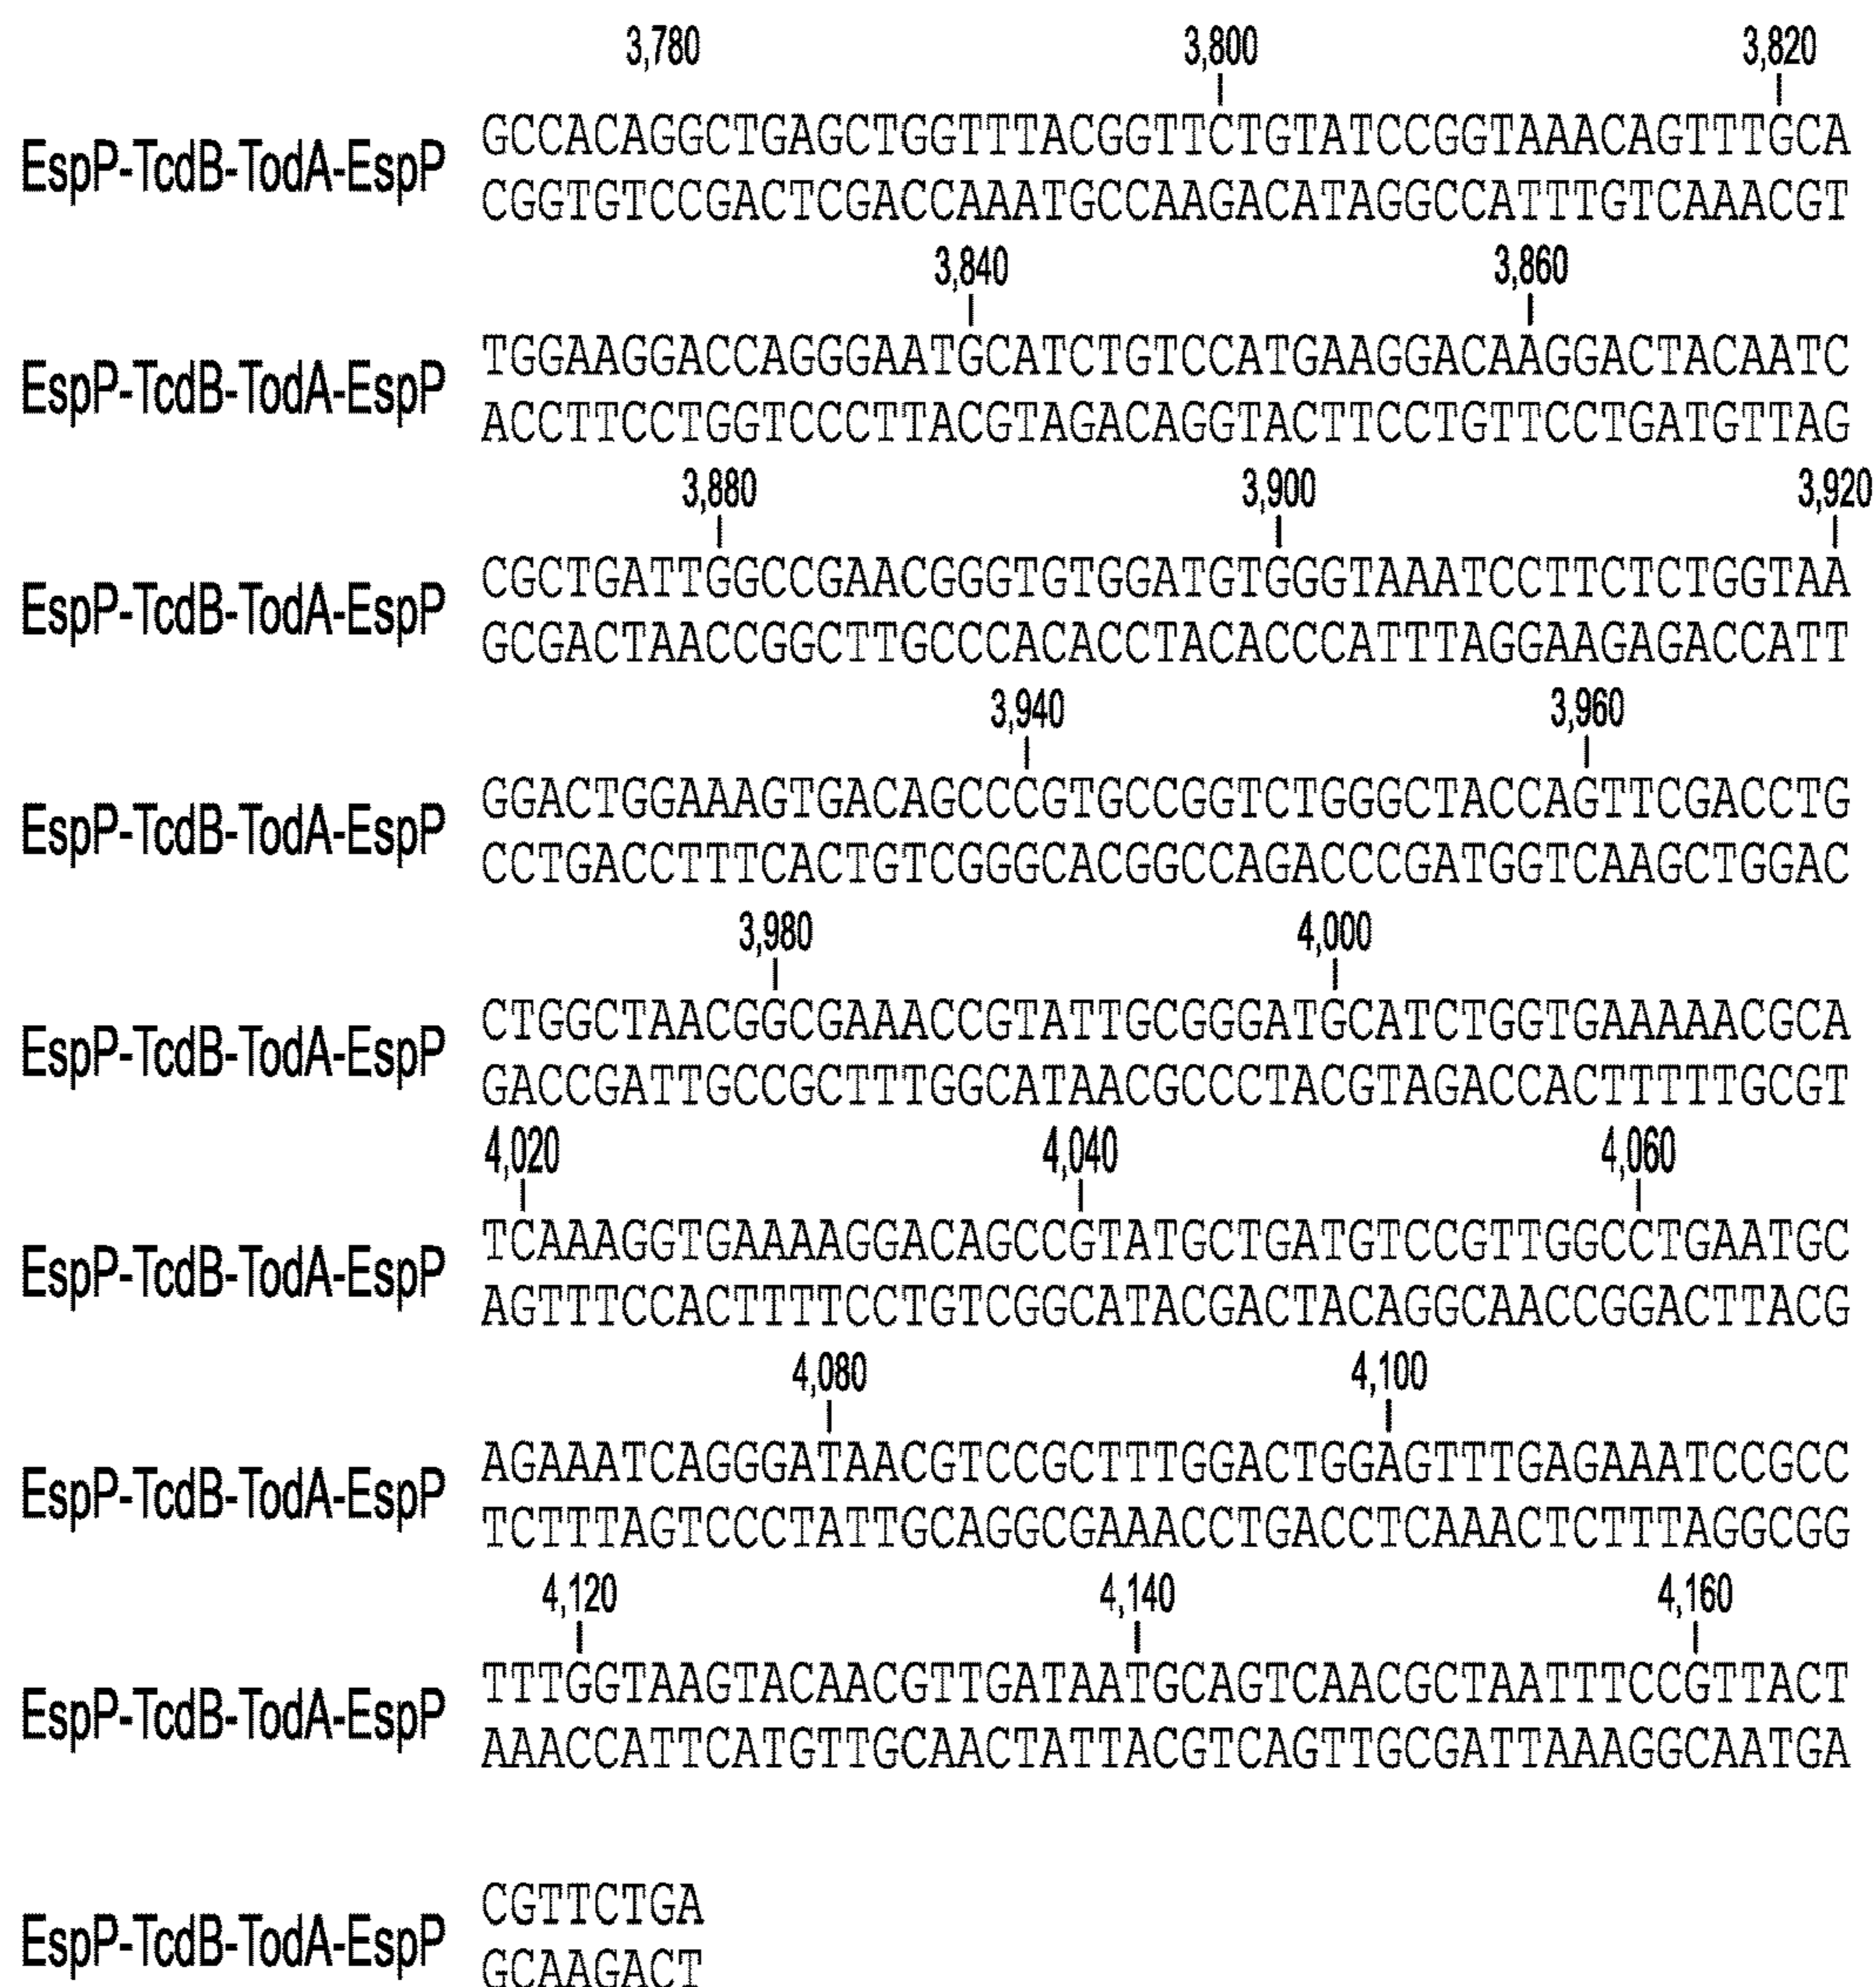 3,780 3,800 3,820
EspP-TcdB-TodA-EspP GCCACAGGCTGAGCTGGTTTACGGTTCTGTATCCGGTAAACAGTTTGCA
CGGTGTCCGACTCGACCAAATGCCAAGACATAGGCCATTTGTCAAACGT
3,840 3,860
EspP-TcdB-TodA-EspP TGGAAGGACCAGGGAATGCATCTGTCCATGAAGGACAAGGACTACAATC
ACCTTCCTGGTCCCTTACGTAGACAGGTACTTCCTGTTCCTGATGTTAG
3,880 3,900 3,920
EspP-TcdB-TodA-EspP CGCTGATTGGCCGAACGGGTGTGGATGTGGGTAAATCCTTCTCTGGTAA
GCGACTAACCGGCTTGCCCACACCTACACCCATTTAGGAAGAGACCATT
3,940 3,960
EspP-TcdB-TodA-EspP GGACTGGAAAGTGACAGCCCGTGCCGGTCTGGGCTACCAGTTCGACCTG
CCTGACCTTTCACTGTCGGGCACGGCCAGACCCGATGGTCAAGCTGGAC
3,980 4,000
EspP-TcdB-TodA-EspP CTGGCTAACGGCGAAACCGTATTGCGGGATGCATCTGGTGAAAAACGCA
GACCGATTGCCGCTTTGGCATAACGCCCTACGTAGACCACTTTTTGCGT
4,020 4,040 4,060
EspP-TcdB-TodA-EspP TCAAAGGTGAAAAGGACAGCCGTATGCTGATGTCCGTTGGCCTGAATGC
AGTTTCCACTTTTCCTGTCGGCATACGACTACAGGCAACCGGACTTACG
4,080 4,100
EspP-TcdB-TodA-EspP AGAAATCAGGGATAACGTCCGCTTTGGACTGGAGTTTGAGAAATCCGCC
TCTTTAGTCCCTATTGCAGGCGAAACCTGACCTCAAACTCTTTAGGCGG
4,120 4,140 4,160
EspP-TcdB-TodA-EspP TTTGGTAAGTACAACGTTGATAATGCAGTCAACGCTAATTTCCGTTACT
AAACCATTCATGTTGCAACTATTACGTCAGTTGCGATTAAAGGCAATGA
EspP-TcdB-TodA-EspP CGTTCTGA
GCAAGACT